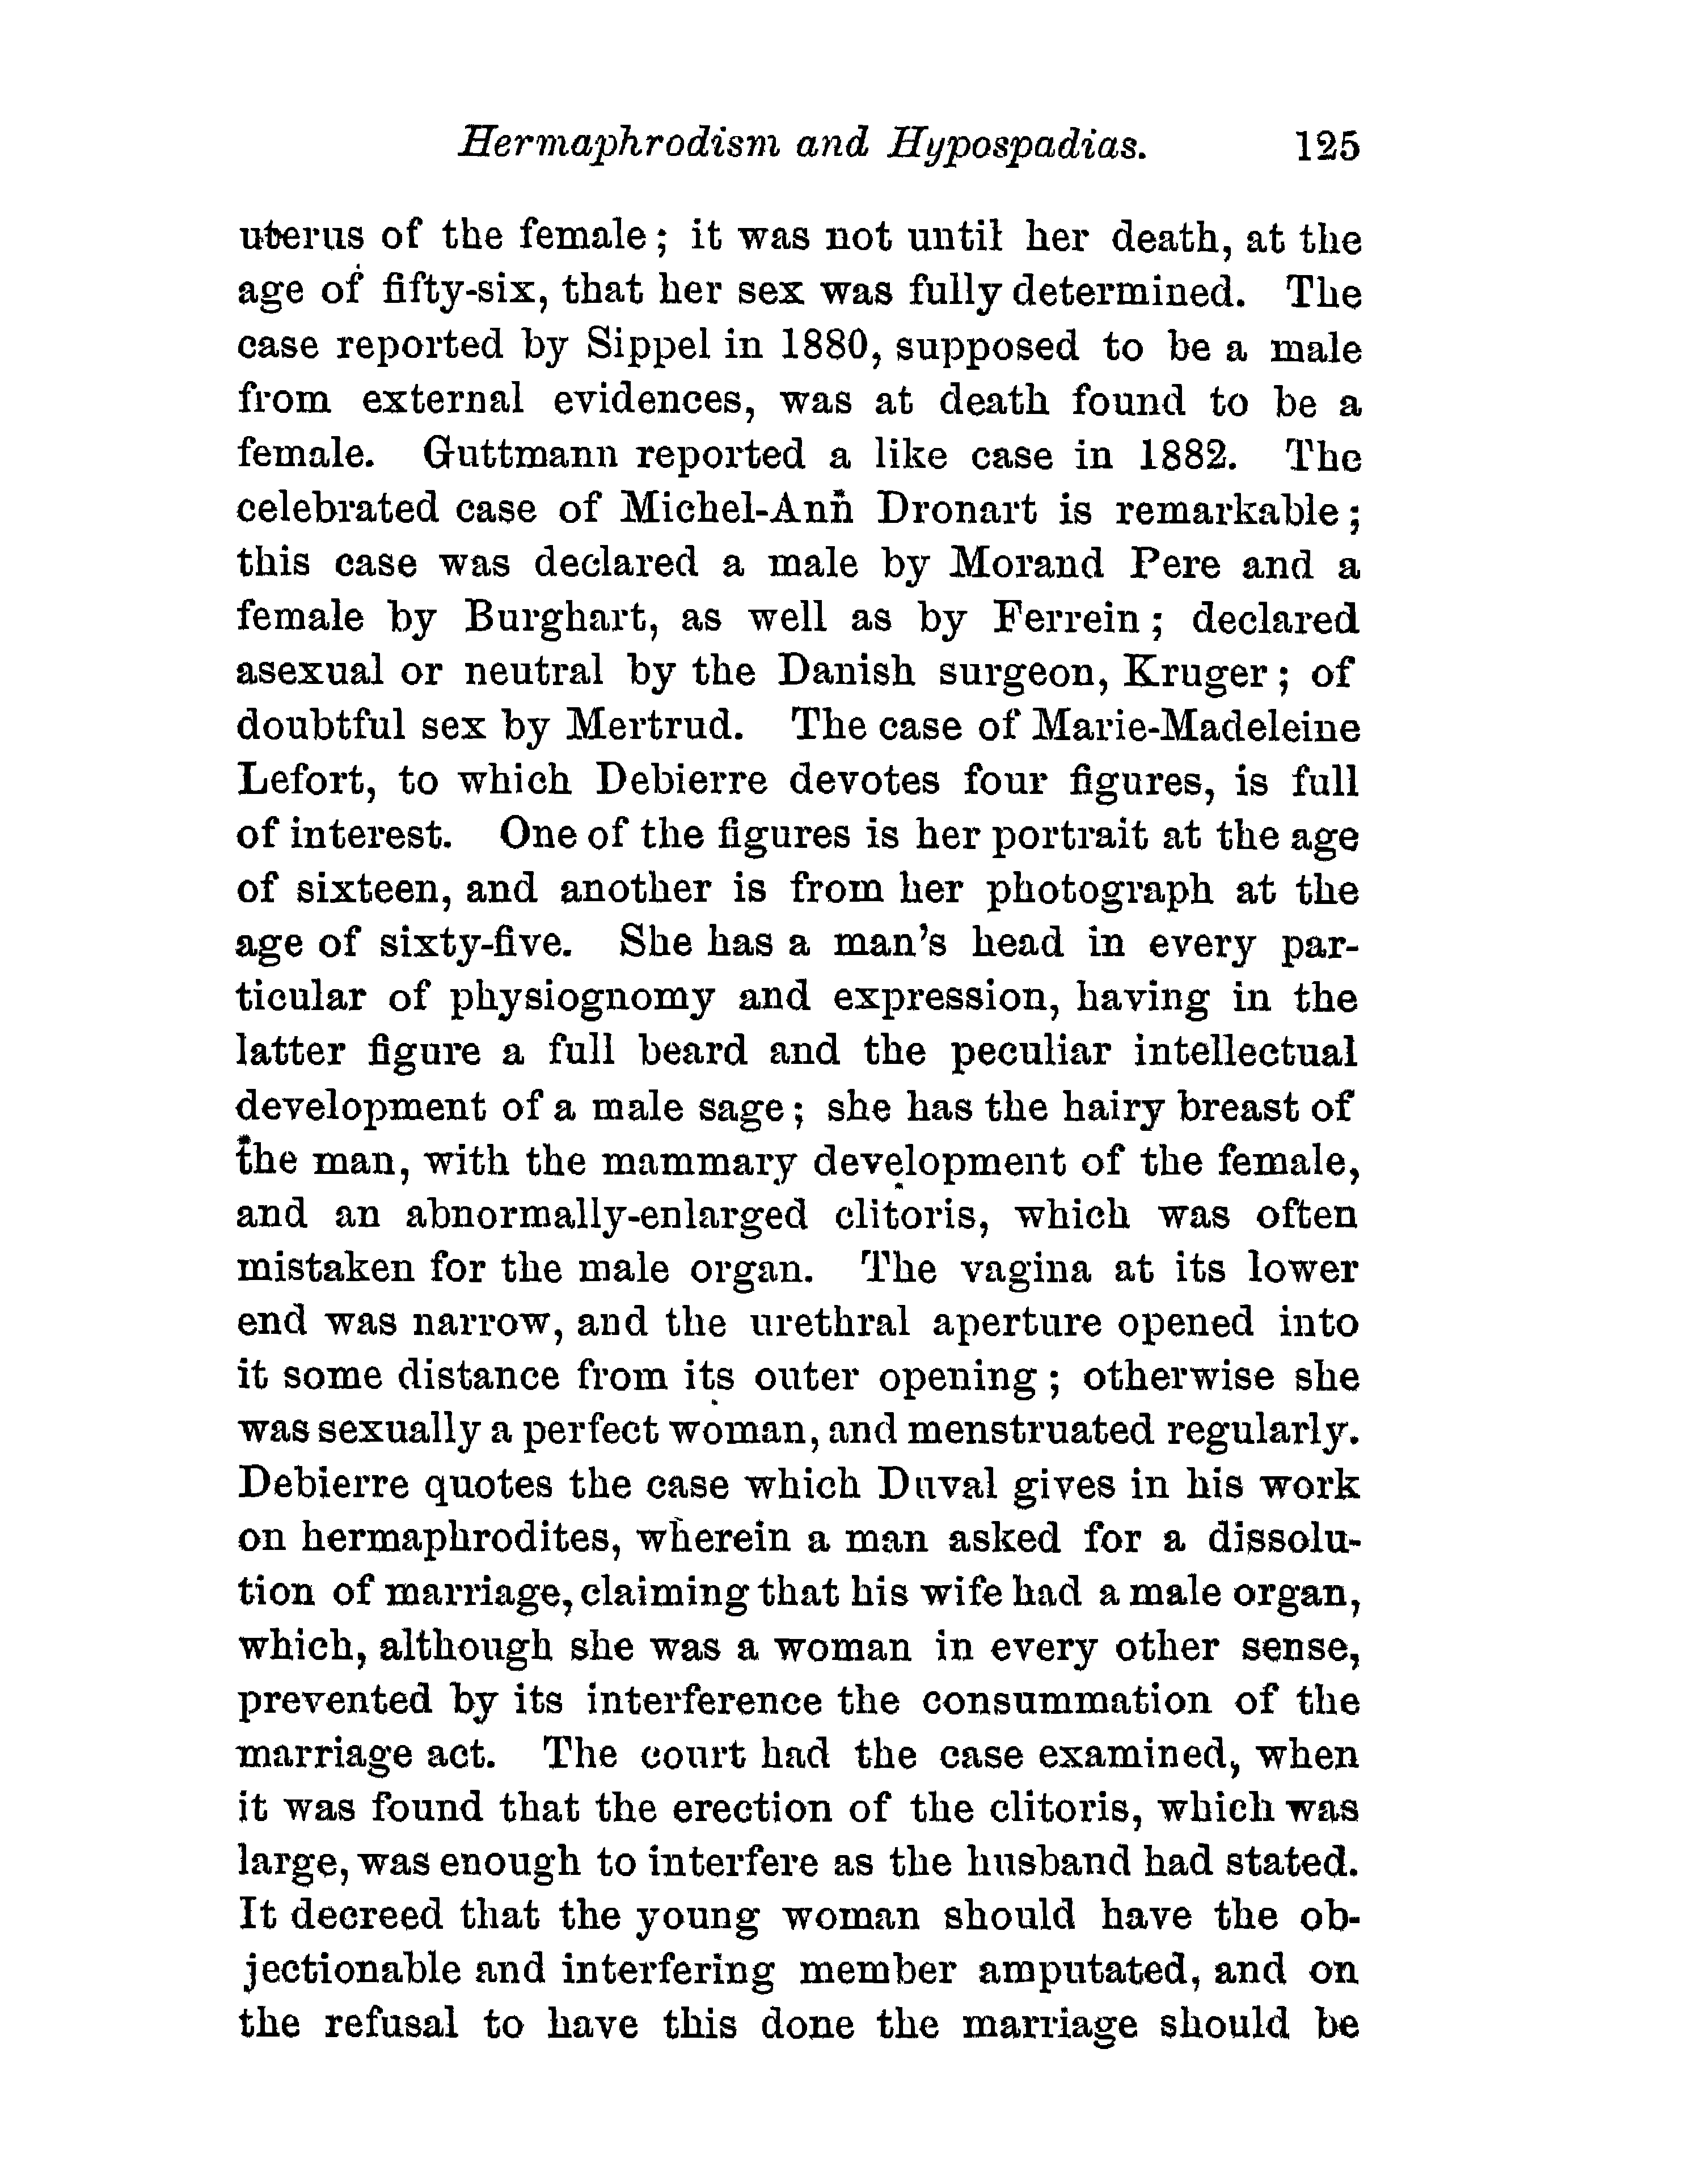 Hermaphrodism and Hypospadias. 125
uterus of the female; it was not until her death, at the
age of fifty-six, that her sex was fully determined. The
case reported by Sippel in 1880, supposed to be a male
from external evidences, was at death found to be a
female. Guttmann reported a like case in 1882. The
celebrated case of Michel-Ann Dronart is remarkable;
this case was declared a male by Morand Pere and a
female by Burghart, as well as by Ferrein; declared
asexual or neutral by the Danish surgeon, Kruger; of
doubtful sex by Mertrud. The case of Marie-Madeleine
Lefort, to which Debierre devotes four figures, is full
of interest. One of the figures is her portrait at the age
of sixteen, and another is from her photograph at the
age of sixty-five. She has a man's head in every par-
ticular of physiognomy and expression, having in the
latter figure a full beard and the peculiar intellectual
development of a male sage; she has the hairy breast of
the man, with the mammary development of the female,
and an abnormally-enlarged clitoris, which was often
mistaken for the male organ. The vagina at its lower
end was narrow, and the urethral aperture opened into
it some distance from its outer opening; otherwise she
was sexually a perfect woman, and menstruated regularly.
Debierre quotes the case which Duval gives in his work
on hermaphrodites, wherein a man asked for a dissolu-
tion of marriage, claiming that his wife had a male organ,
which, although she was a woman in every other sense,
prevented by its interference the consummation of the
marriage act. The court had the case examined, when
it was found that the erection of the clitoris, which was
large, was enough to interfere as the husband had stated.
It decreed that the young woman should have the ob-
jectionable and interfering member amputated, and on
the refusal to have this done the marriage should be